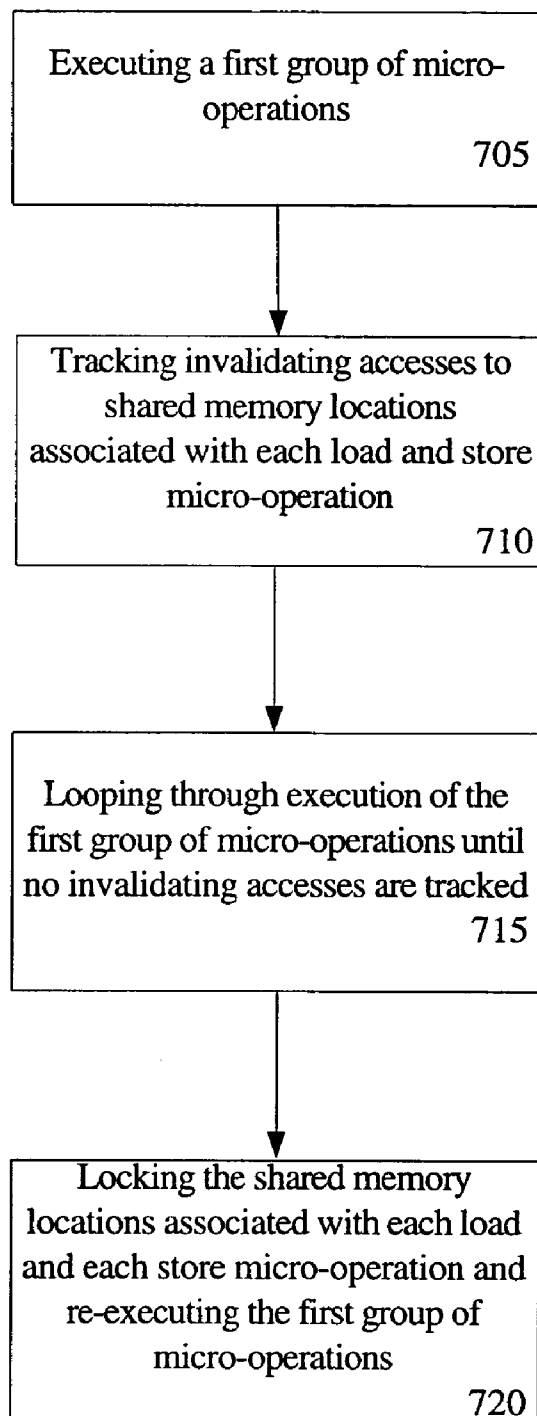 Executing a first group of micro-
operations
705
Tracking invalidating accesses to
shared memory locations
associated with each load and store
micro-operation
710
Looping through execution of the
first group of micro-operations until
no invalidating accesses are tracked
715
Locking the shared memory
locations associated with each load
and each store micro-operation and
re-executing the first group of
micro-operations
720